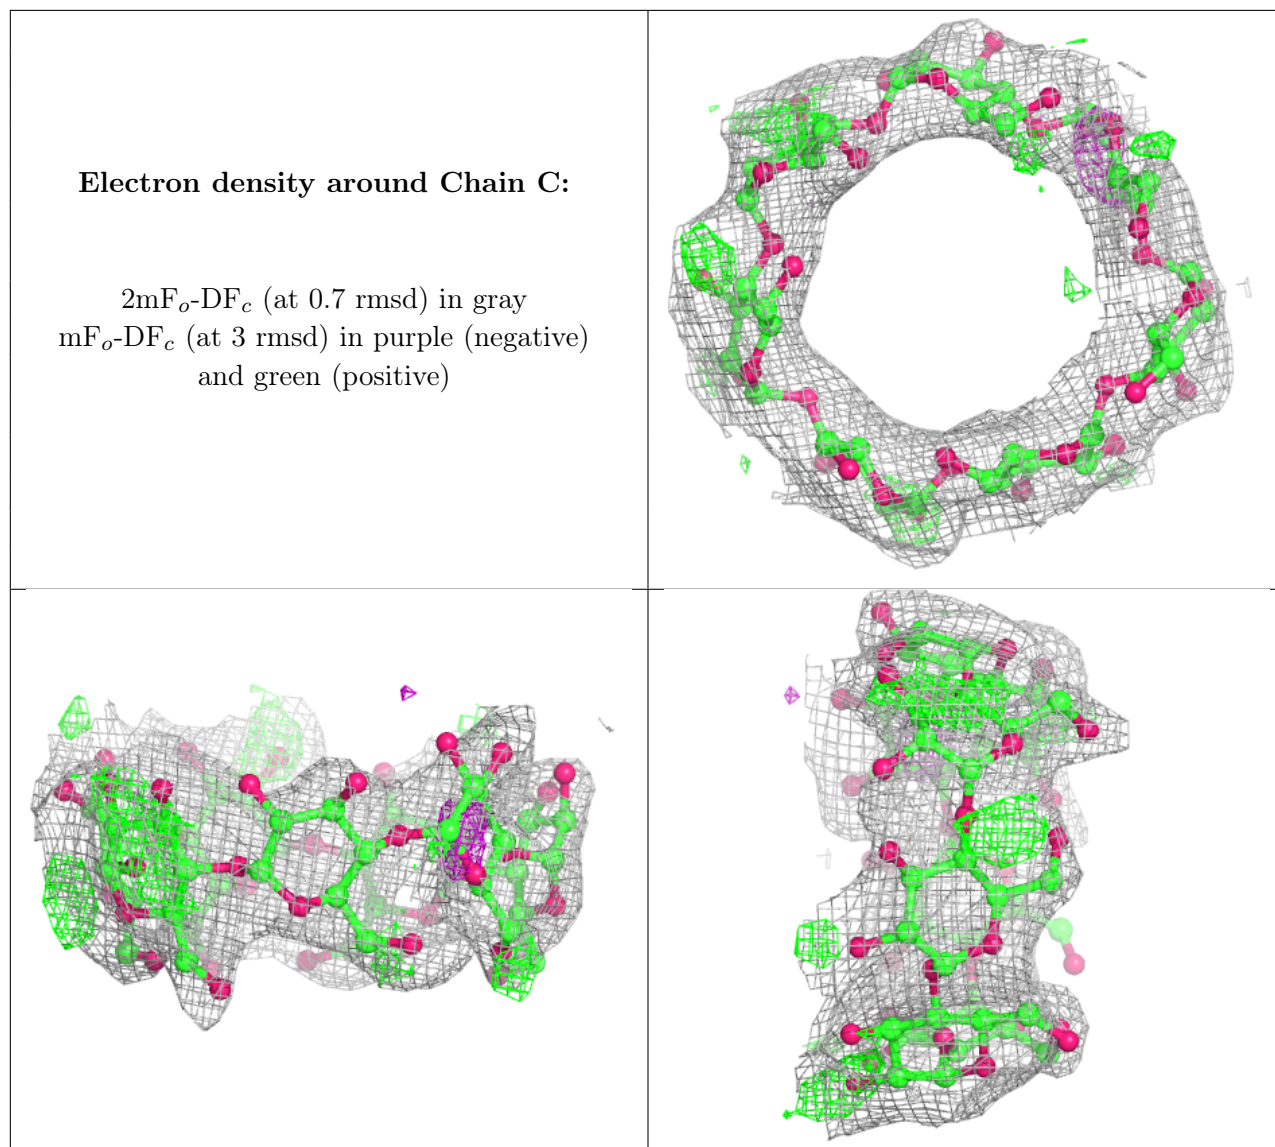 Electron density around Chain C:
2mFₒ-DF𝒸 (at 0.7 rmsd) in gray
mFₒ-DF𝒸 (at 3 rmsd) in purple (negative)
and green (positive)